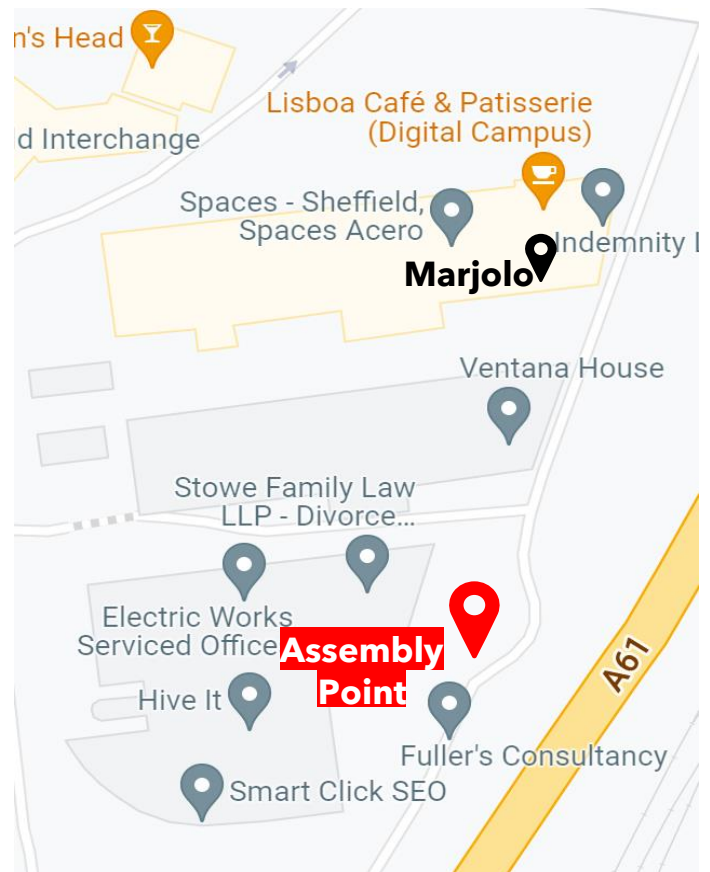 n's Head
Lisboa Café & Patisserie
(Digital Campus)
d Interchange
Spaces - Sheffield,
Spaces Acero
Indemnity L
Marjolo
Ventana House
Stowe Family Law
LLP - Divorce...
Electric Works
Serviced Office
Assembly
Point
A61
Hive It
Fuller's Consultancy
Smart Click SEO